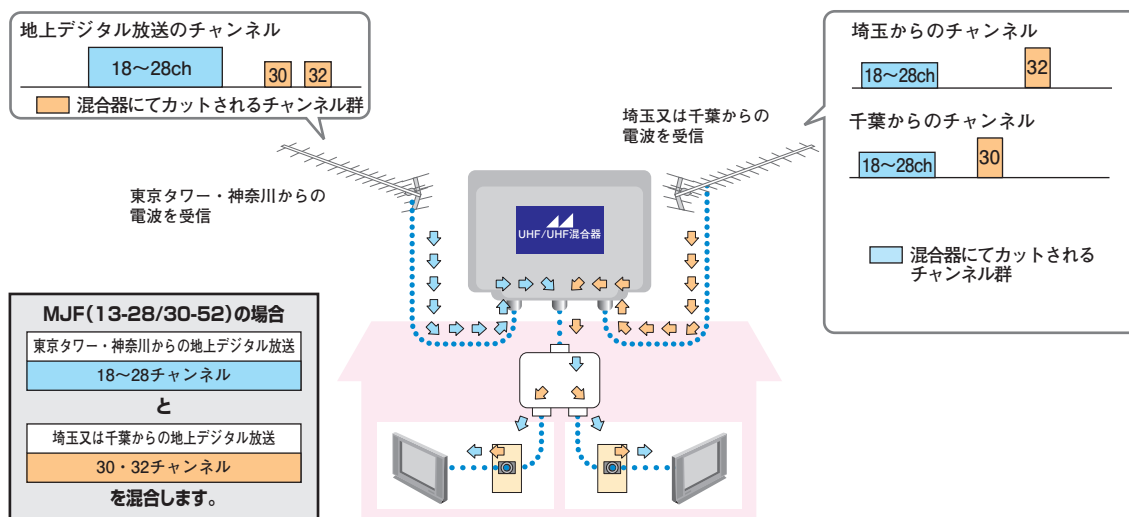 地上デジタル放送のチャンネル
18〜28ch
30
32
混合器にてカットされるチャンネル群
埼玉からのチャンネル
18〜28ch
32
千葉からのチャンネル
18〜28ch
30
混合器にてカットされる
チャンネル群
埼玉又は千葉からの
電波を受信
東京タワー・神奈川からの
電波を受信
UHF/UHF混合器
MJF(13-28/30-52)の場合
東京タワー・神奈川からの地上デジタル放送
18〜28チャンネル
と
埼玉又は千葉からの地上デジタル放送
30・32チャンネル
を混合します。